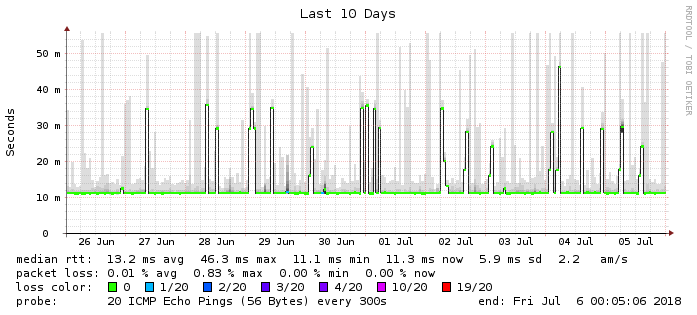 Last 10 Days
RRDTOOL / TOBI OETIKER
Seconds
50 m
40 m
30 m
20 m
10 m
0
26 Jun 27 Jun 28 Jun 29 Jun 30 Jun 01 Jul 02 Jul 03 Jul 04 Jul 05 Jul
median rtt: 13.2 ms avg 46.3 ms max 11.1 ms min 11.3 ms now 5.9 ms sd 2.2 am/s
packet loss: 0.01 % avg 0.83 % max 0.00 % min 0.00 % now
loss color: 0 1/20 2/20 3/20 4/20 10/20 19/20
probe: 20 ICMP Echo Pings (56 Bytes) every 300s end: Fri Jul 6 00:05:06 2018